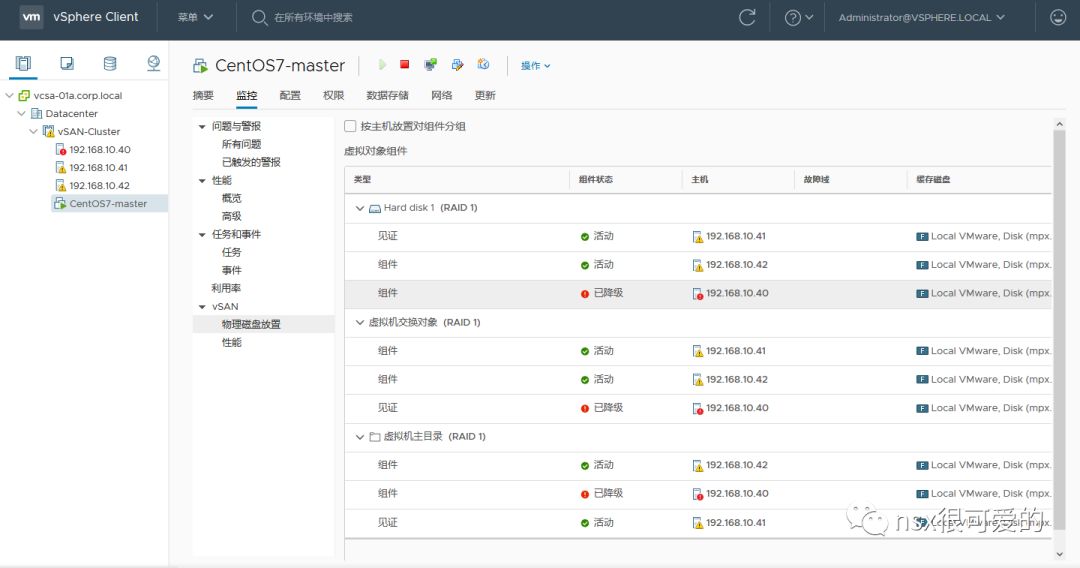 vm vSphere Client 菜单 在所有环境中搜索 Administrator@VSPHERE.LOCAL
vcsa-01a.corp.local
Datacenter
vSAN-Cluster
192.168.10.40
192.168.10.41
192.168.10.42
CentOS7-master
CentOS7-master 操作
摘要 监控 配置 权限 数据存储 网络 更新
问题与警报
所有问题
已触发的警报
性能
概览
高级
任务和事件
任务
事件
利用率
vSAN
物理磁盘放置
性能
按主机放置对组件分组
虚拟对象组件
类型 组件状态 主机 故障域 缓存磁盘
Hard disk 1 (RAID 1)
见证 活动 192.168.10.41 F Local VMware, Disk (mpx.
组件 活动 192.168.10.42 F Local VMware, Disk (mpx.
组件 已降级 192.168.10.40 F Local VMware, Disk (mpx.
虚拟机交换对象 (RAID 1)
组件 活动 192.168.10.41 F Local VMware, Disk (mpx.
组件 活动 192.168.10.42 F Local VMware, Disk (mpx.
见证 已降级 192.168.10.40 F Local VMware, Disk (mpx.
虚拟机主目录 (RAID 1)
组件 活动 192.168.10.42 F Local VMware, Disk (mpx.
组件 已降级 192.168.10.40 F Local VMware, Disk (mpx.
见证 活动 192.168.10.41 F Local VMware, Disk (mpx.
nsx很可爱的